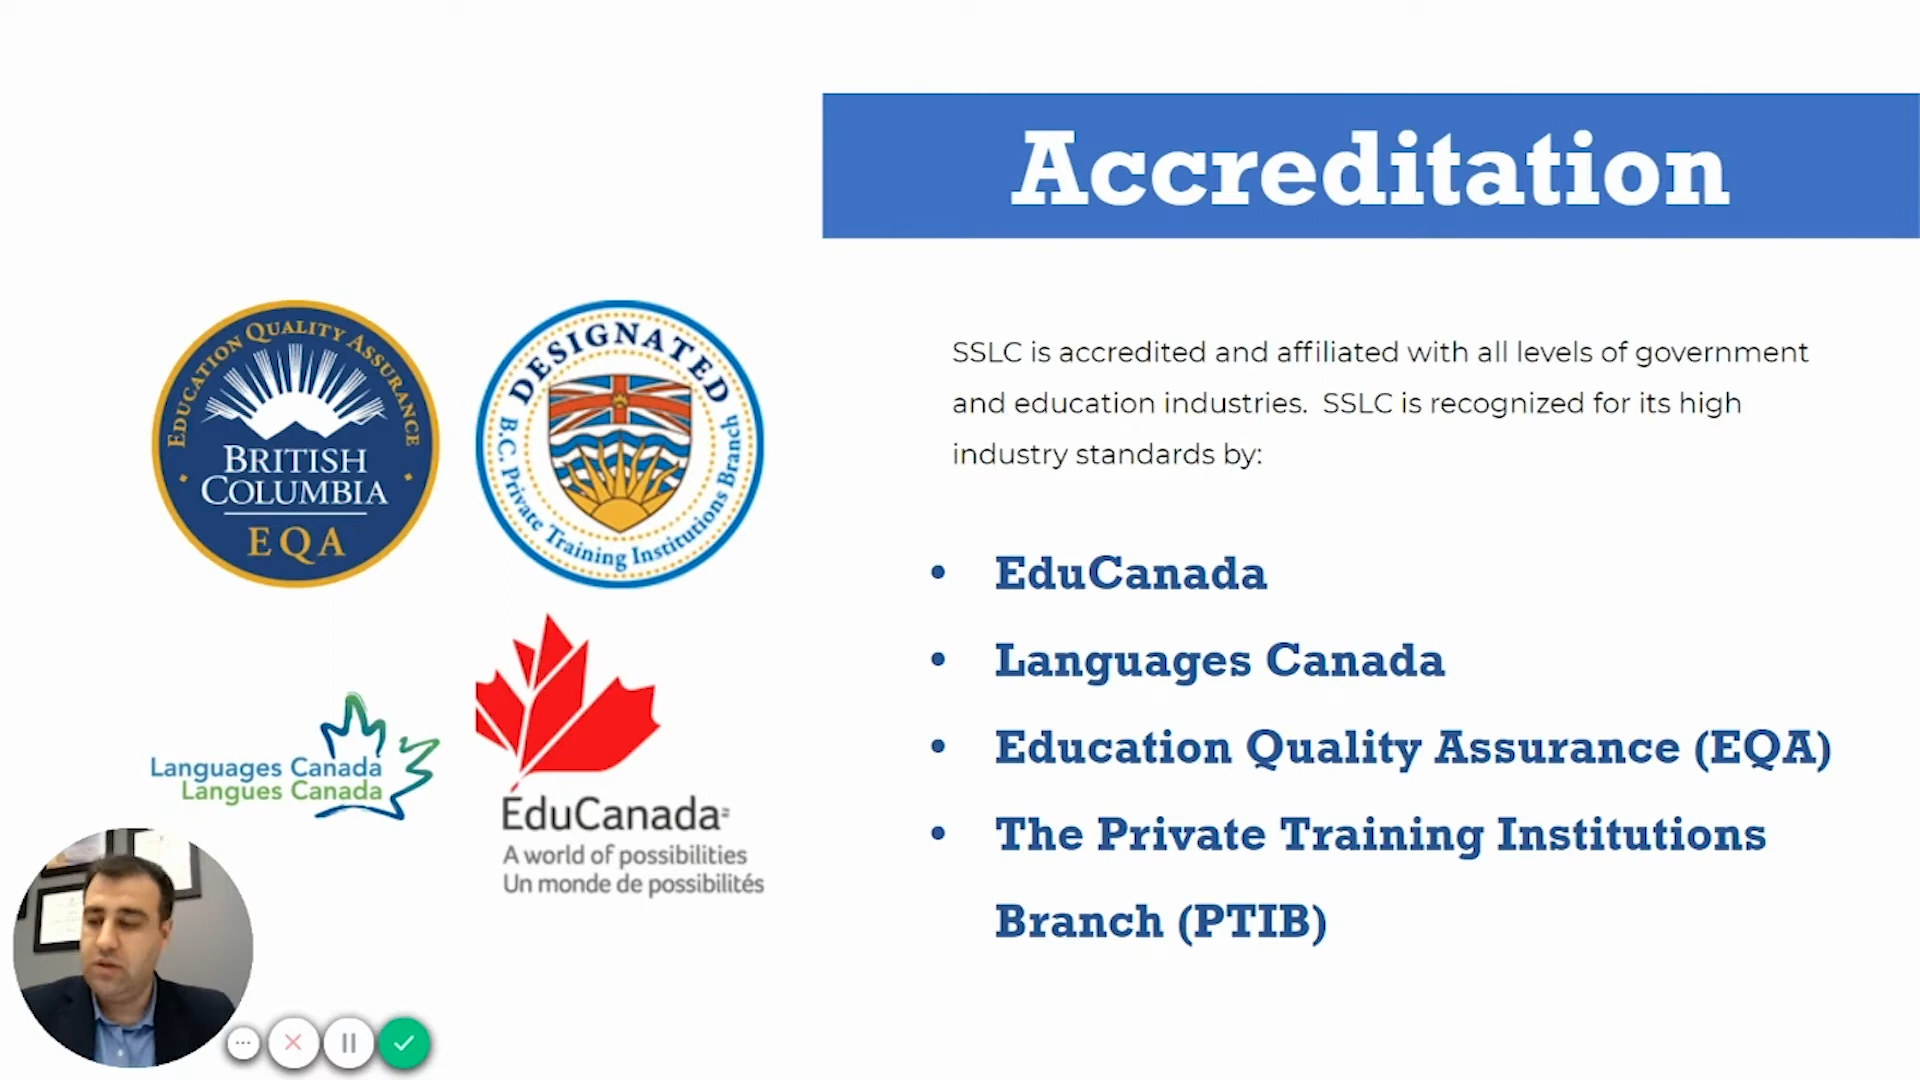 Accreditation
EDUCATION QUALITY ASSURANCE
BRITISH
COLUMBIA
EQA
DESIGNATED
B.C. Private Training Institutions Branch
SSLC is accredited and affiliated with all levels of government
and education industries. SSLC is recognized for its high
industry standards by:
• EduCanada
• Languages Canada
• Education Quality Assurance (EQA)
• The Private Training Institutions
Branch (PTIB)
Languages Canada
Langues Canada
ÉduCanada
A world of possibilities
Un monde de possibilités